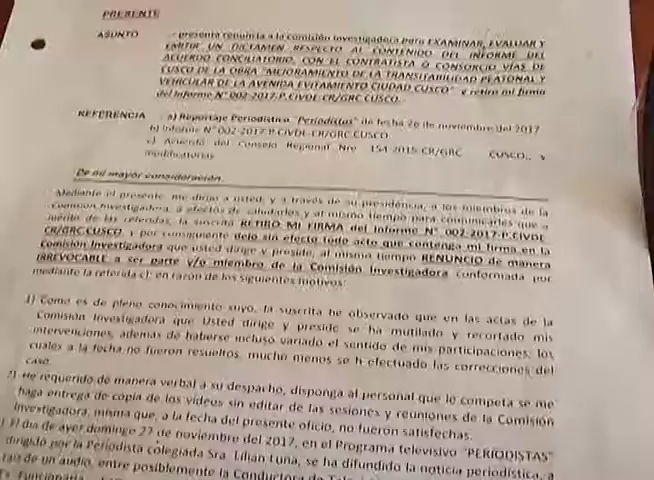 PRESENTE
ASUNTO : presenta renuncia a la comisión investigadora para EXAMINAR, EVALUAR Y
EMITIR UN DICTAMEN RESPECTO AL CONTENIDO DEL INFORME DEL
ACUERDO CONCILIATORIO, CON EL CONTRATISTA O CONSORCIO VÍAS DE
CUSCO DE LA OBRA "MEJORAMIENTO DE LA TRANSITABILIDAD PEATONAL Y
VEHICULAR DE LA AVENIDA EVITAMIENTO CIUDAD CUSCO" y retiro mi firma
del Informe N° 002-2017-P.CIVDE-CR/GRC.CUSCO.
REFERENCIA : a) Reportaje Periodístico "Periodistas" de fecha 26 de noviembre del 2017
b) Informe N° 002-2017-P.CIVDE-CR/GRC.CUSCO.
c) Acuerdo del Consejo Regional Nro. 154-2015-CR/GRC CUSCO., y
modificatorias
De mi mayor consideración.
Mediante el presente me dirijo a usted, y a través de su presidencia, a los miembros de la
Comisión Investigadora, a efectos de saludarlos y al mismo tiempo para comunicarles que a
mérito de las referidas, la suscrita RETIRO MI FIRMA del Informe N° 002-2017-P.CIVDE-
CR/GRC.CUSCO, y por consiguiente dejo sin efecto todo acto que contenga mi firma en la
Comisión Investigadora que usted dirige y preside, al mismo tiempo RENUNCIO de manera
IRREVOCABLE a ser parte y/o miembro de la Comisión Investigadora conformada por
mediante la referida c); en razón de los siguientes motivos:
1) Como es de pleno conocimiento suyo, la suscrita he observado que en las actas de la
Comisión Investigadora que Usted dirige y preside se ha mutilado y recortado mis
intervenciones, además de haberse incluso variado el sentido de mis participaciones, los
cuales a la fecha no fueron resueltos, mucho menos se h efectuado las correcciones del
caso.
2) He requerido de manera verbal a su despacho, disponga al personal que le competa se me
haga entrega de copia de los videos sin editar de las sesiones y reuniones de la Comisión
Investigadora, misma que, a la fecha del presente oficio, no fueron satisfechas.
) El día de ayer domingo 27 de noviembre del 2017, en el Programa televisivo "PERIODISTAS"
dirigido por la Periodista colegiada Sra. Lilian Luna, se ha difundido la noticia periodística, a
de un audio, entre posiblemente la Conductora de
Funcionaria